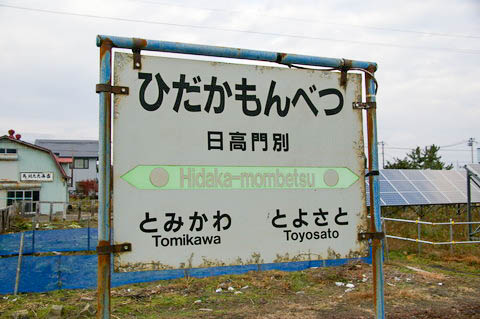 ひだかもんべつ
日高門別
Hidaka-mombetsu
とみかわ とよさと
Tomikawa Toyosato